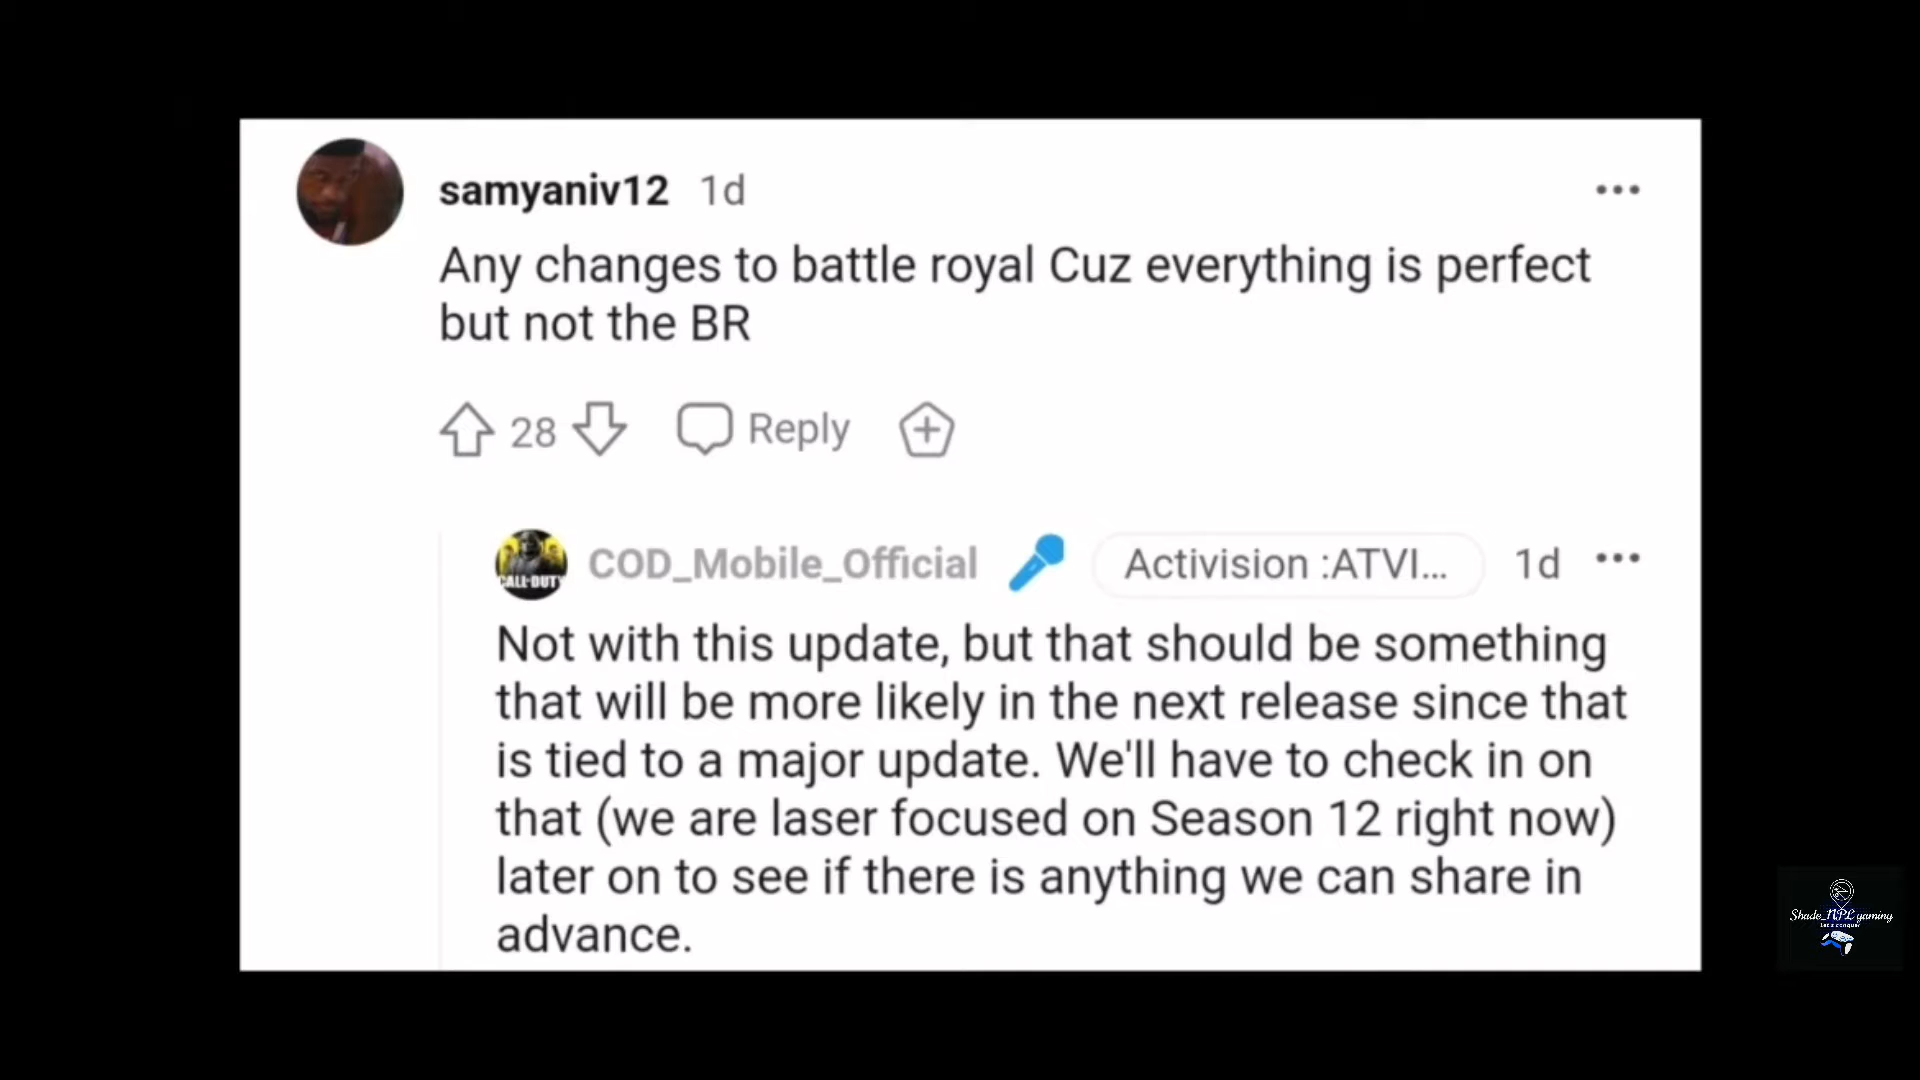 samyaniv12 1d
Any changes to battle royal Cuz everything is perfect
but not the BR
28 Reply
COD_Mobile_Official Activision :ATVI... 1d
CALL·DUTY
Not with this update, but that should be something
that will be more likely in the next release since that
is tied to a major update. We'll have to check in on
that (we are laser focused on Season 12 right now)
later on to see if there is anything we can share in
advance.
Shade_NPL gaming
Let's conquer